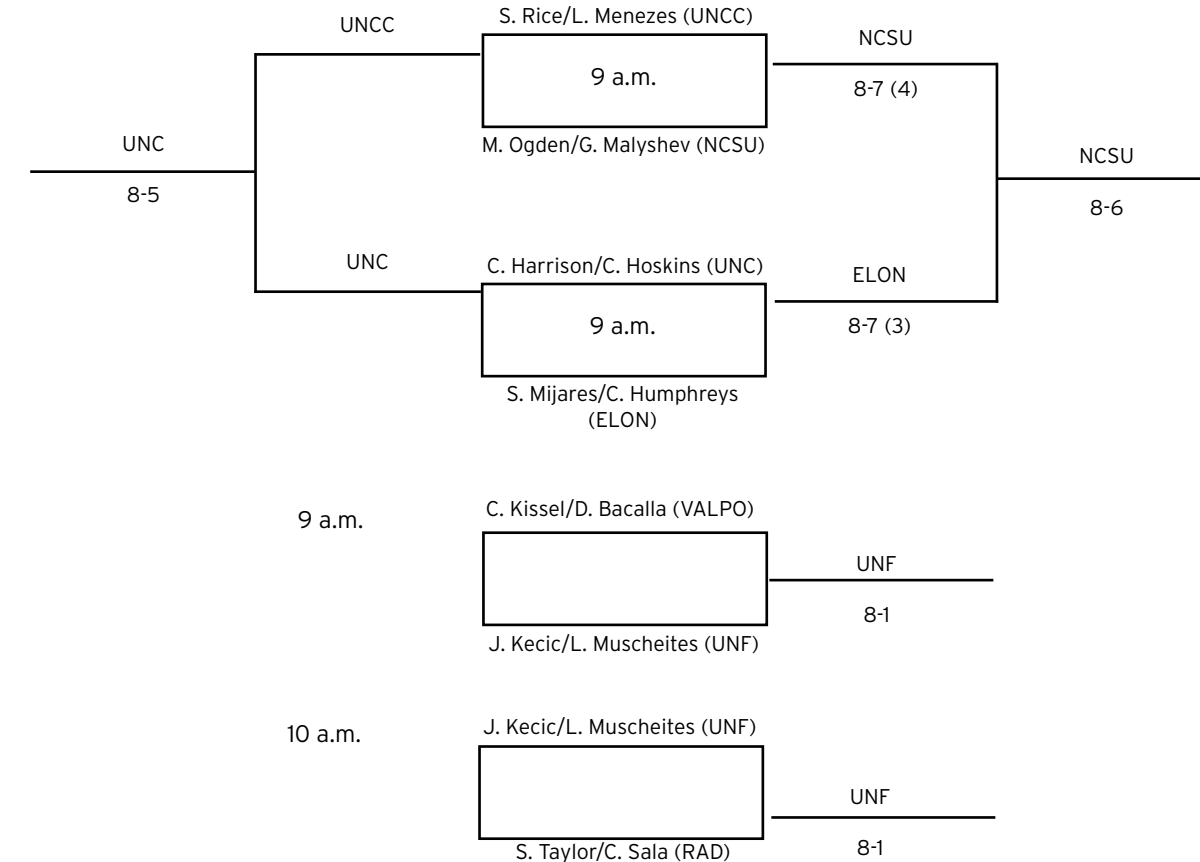 S. Rice/L. Menezes (UNCC)
UNCC
NCSU
9 a.m.
8-7 (4)
M. Ogden/G. Malyshev (NCSU)
UNC
NCSU
8-5
8-6
UNC
C. Harrison/C. Hoskins (UNC)
ELON
9 a.m.
8-7 (3)
S. Mijares/C. Humphreys
(ELON)
C. Kissel/D. Bacalla (VALPO)
9 a.m.
UNF
8-1
J. Kecic/L. Muscheites (UNF)
J. Kecic/L. Muscheites (UNF)
10 a.m.
UNF
8-1
S. Taylor/C. Sala (RAD)